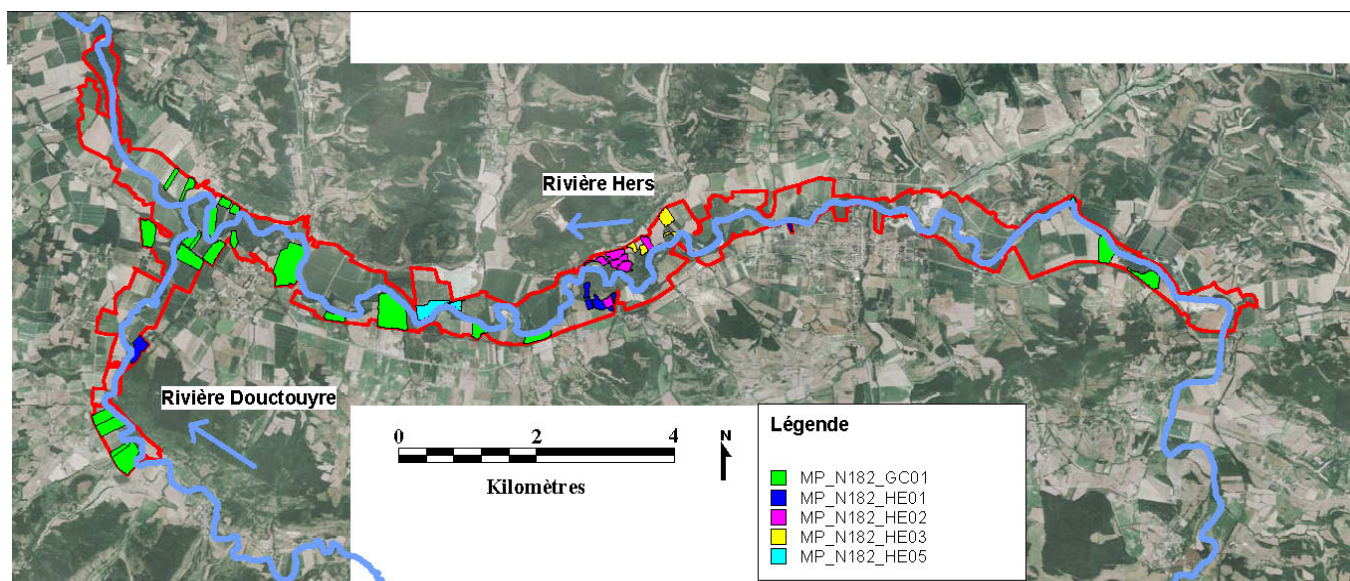 Rivière Hers
Rivière Douctouyre
0 2 4
Kilomètres
N
Légende
MP_N182_GC01
MP_N182_HE01
MP_N182_HE02
MP_N182_HE03
MP_N182_HE05